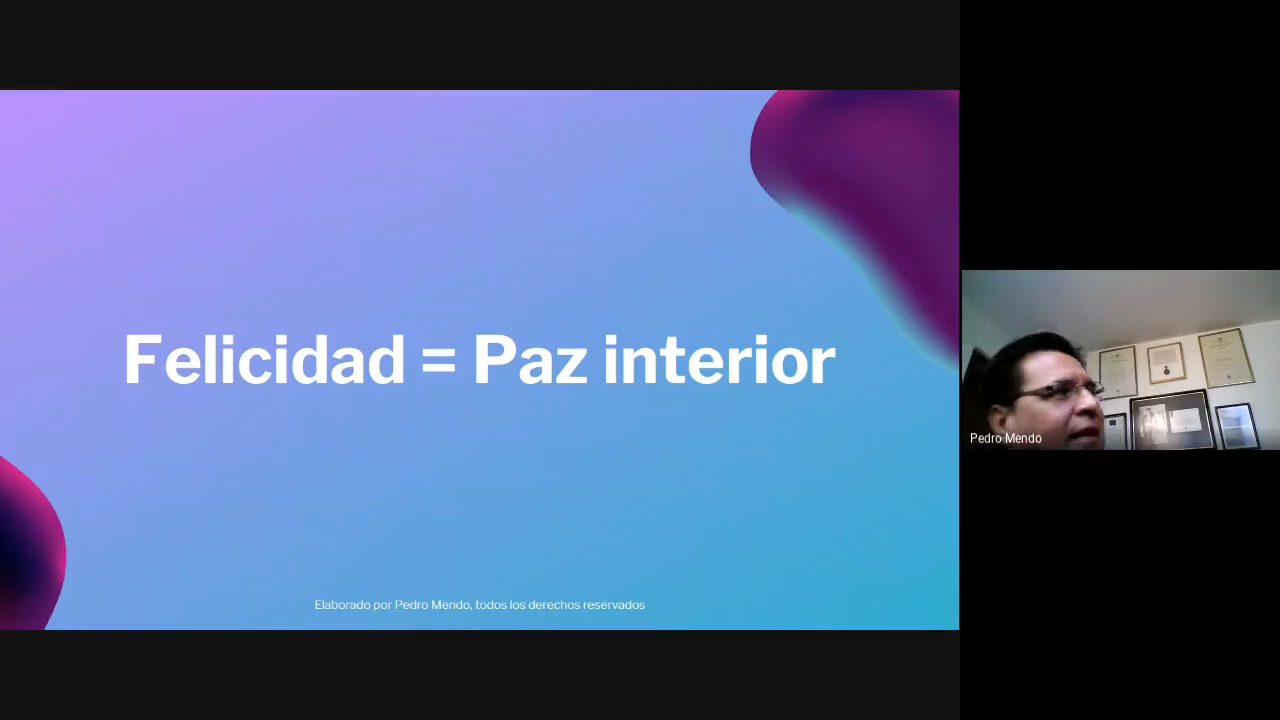 Felicidad = Paz interior
Elaborado por Pedro Mendo, todos los derechos reservados
Pedro Mendo